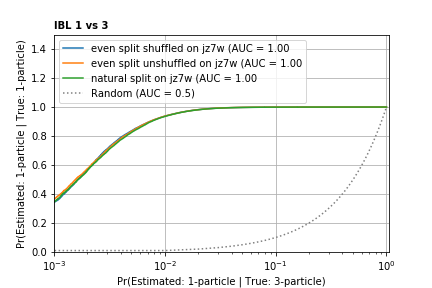 IBL 1 vs 3
Pr(Estimated: 1-particle | True: 1-particle)
1.4
1.2
1.0
0.8
0.6
0.4
0.2
0.0
even split shuffled on jz7w (AUC = 1.00
even split unshuffled on jz7w (AUC = 1.00
natural split on jz7w (AUC = 1.00
Random (AUC = 0.5)
10⁻³ 10⁻² 10⁻¹ 10⁰
Pr(Estimated: 1-particle | True: 3-particle)